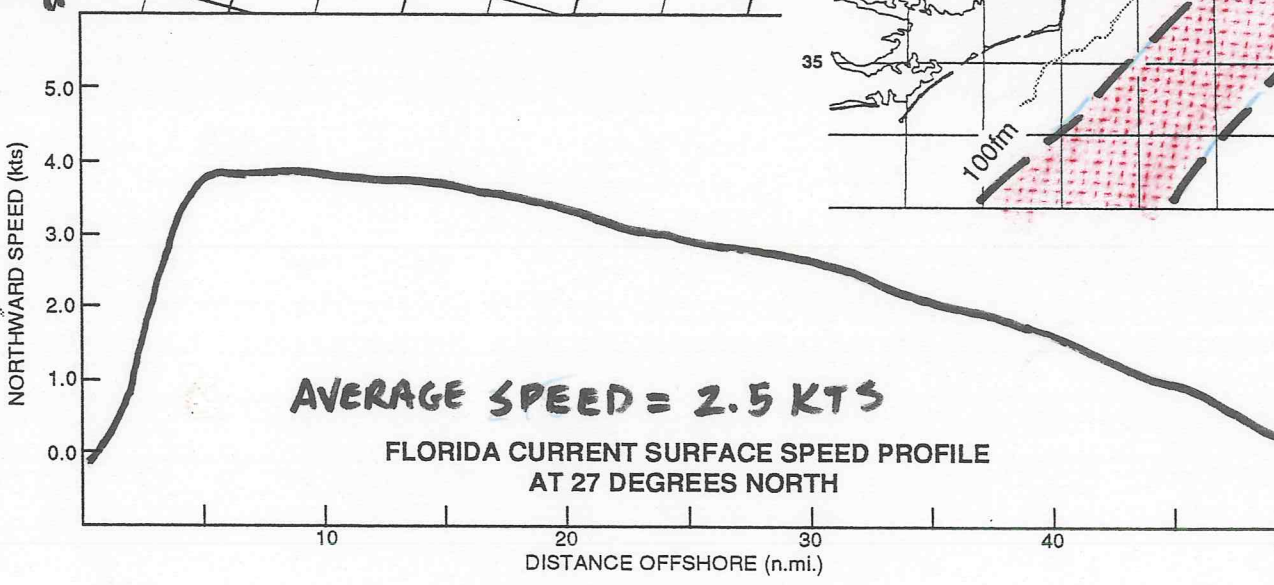 35
100fm
5.0
4.0
3.0
2.0
1.0
0.0
NORTHWARD SPEED (kts)
AVERAGE SPEED = 2.5 KTS
FLORIDA CURRENT SURFACE SPEED PROFILE
AT 27 DEGREES NORTH
10 20 30 40
DISTANCE OFFSHORE (n.mi.)